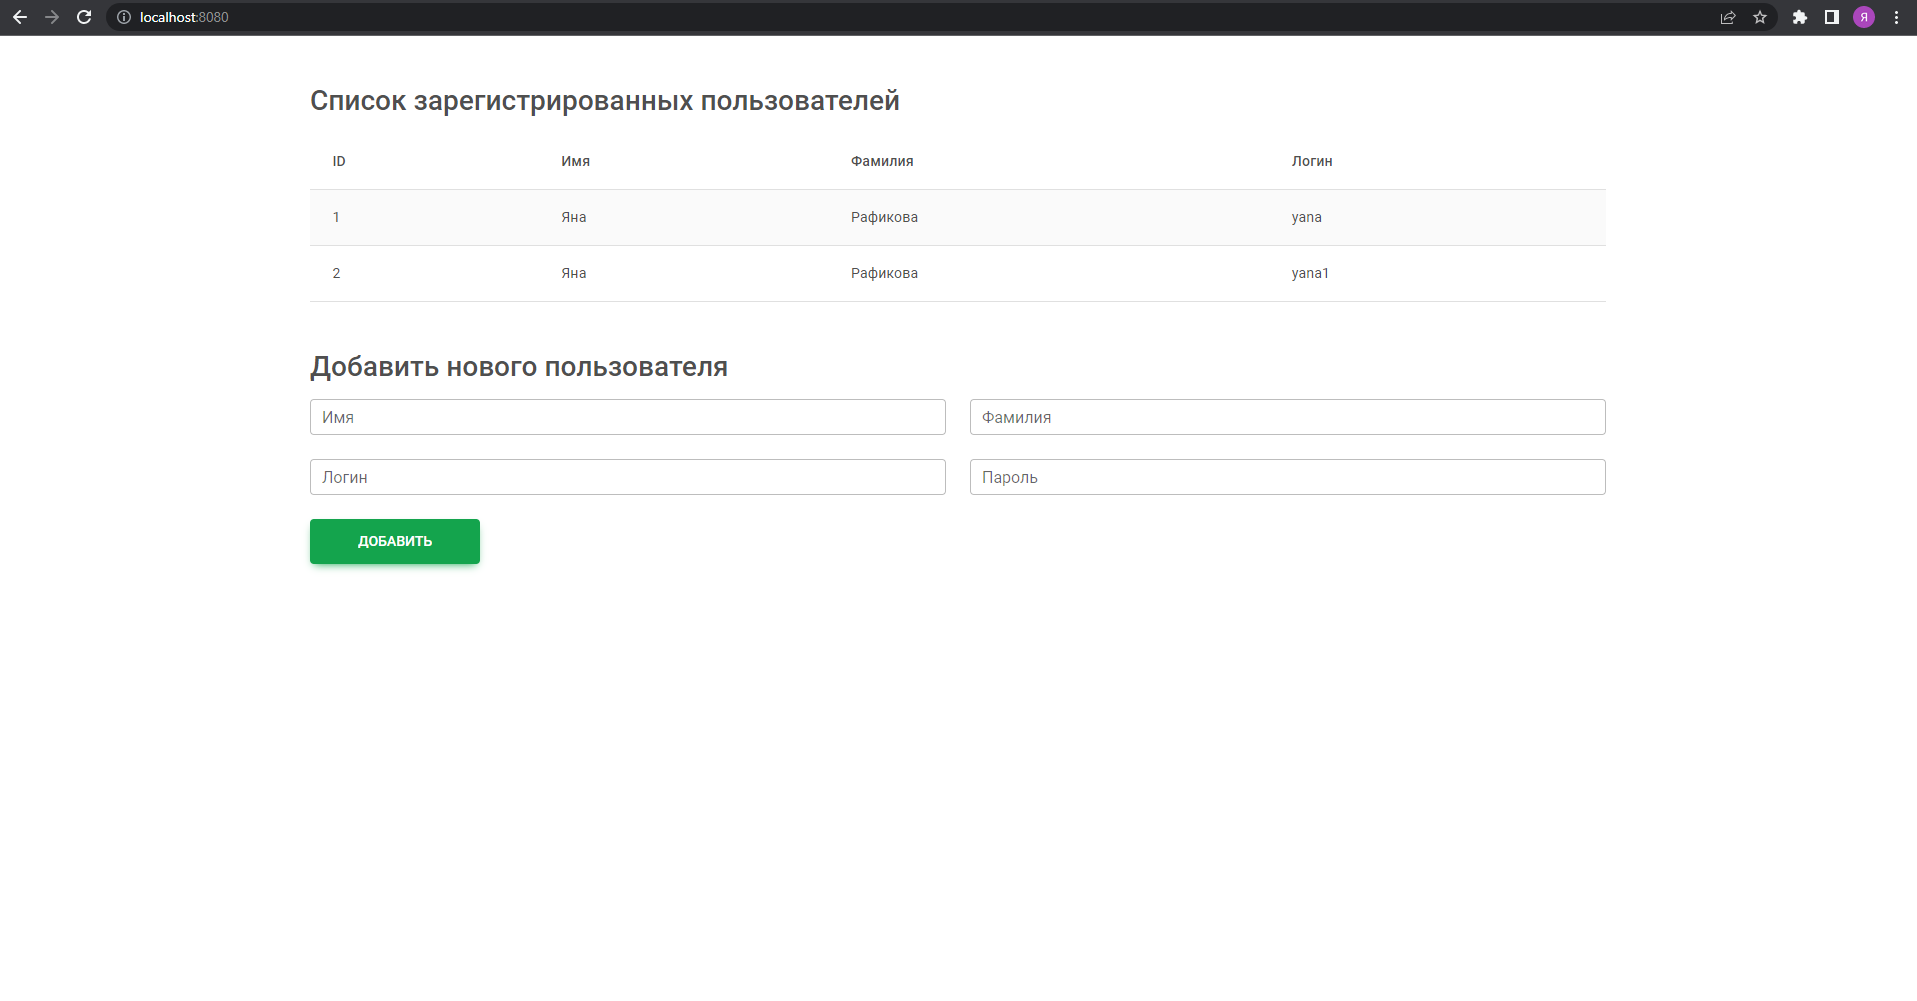 localhost:8080
Я
Список зарегистрированных пользователей
ID Имя Фамилия Логин
1 Яна Рафикова yana
2 Яна Рафикова yana1
Добавить нового пользователя
Имя Фамилия
Логин Пароль
ДОБАВИТЬ